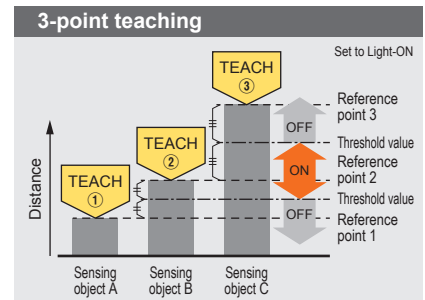 3-point teaching
Set to Light-ON
TEACH
③
TEACH
②
TEACH
①
Distance
OFF
ON
OFF
Reference
point 3
Threshold value
Reference
point 2
Threshold value
Reference
point 1
Sensing
object A
Sensing
object B
Sensing
object C